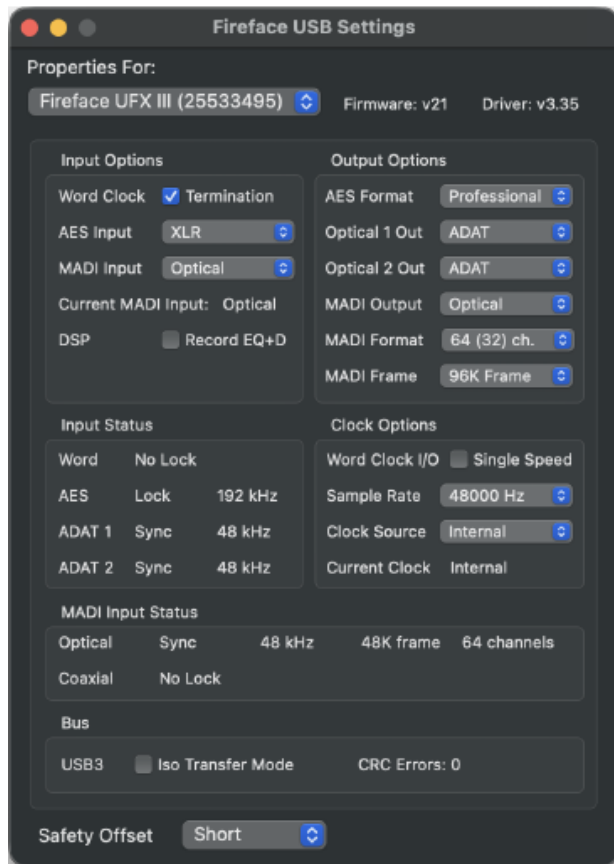 Fireface USB Settings
Properties For:
Fireface UFX III (25533495) Firmware: v21 Driver: v3.35
Input Options
Word Clock Termination
AES Input XLR
MADI Input Optical
Current MADI Input: Optical
DSP Record EQ+D
Output Options
AES Format Professional
Optical 1 Out ADAT
Optical 2 Out ADAT
MADI Output Optical
MADI Format 64 (32) ch.
MADI Frame 96K Frame
Input Status
Word No Lock
AES Lock 192 kHz
ADAT 1 Sync 48 kHz
ADAT 2 Sync 48 kHz
Clock Options
Word Clock I/O Single Speed
Sample Rate 48000 Hz
Clock Source Internal
Current Clock Internal
MADI Input Status
Optical Sync 48 kHz 48K frame 64 channels
Coaxial No Lock
Bus
USB3 Iso Transfer Mode CRC Errors: 0
Safety Offset Short